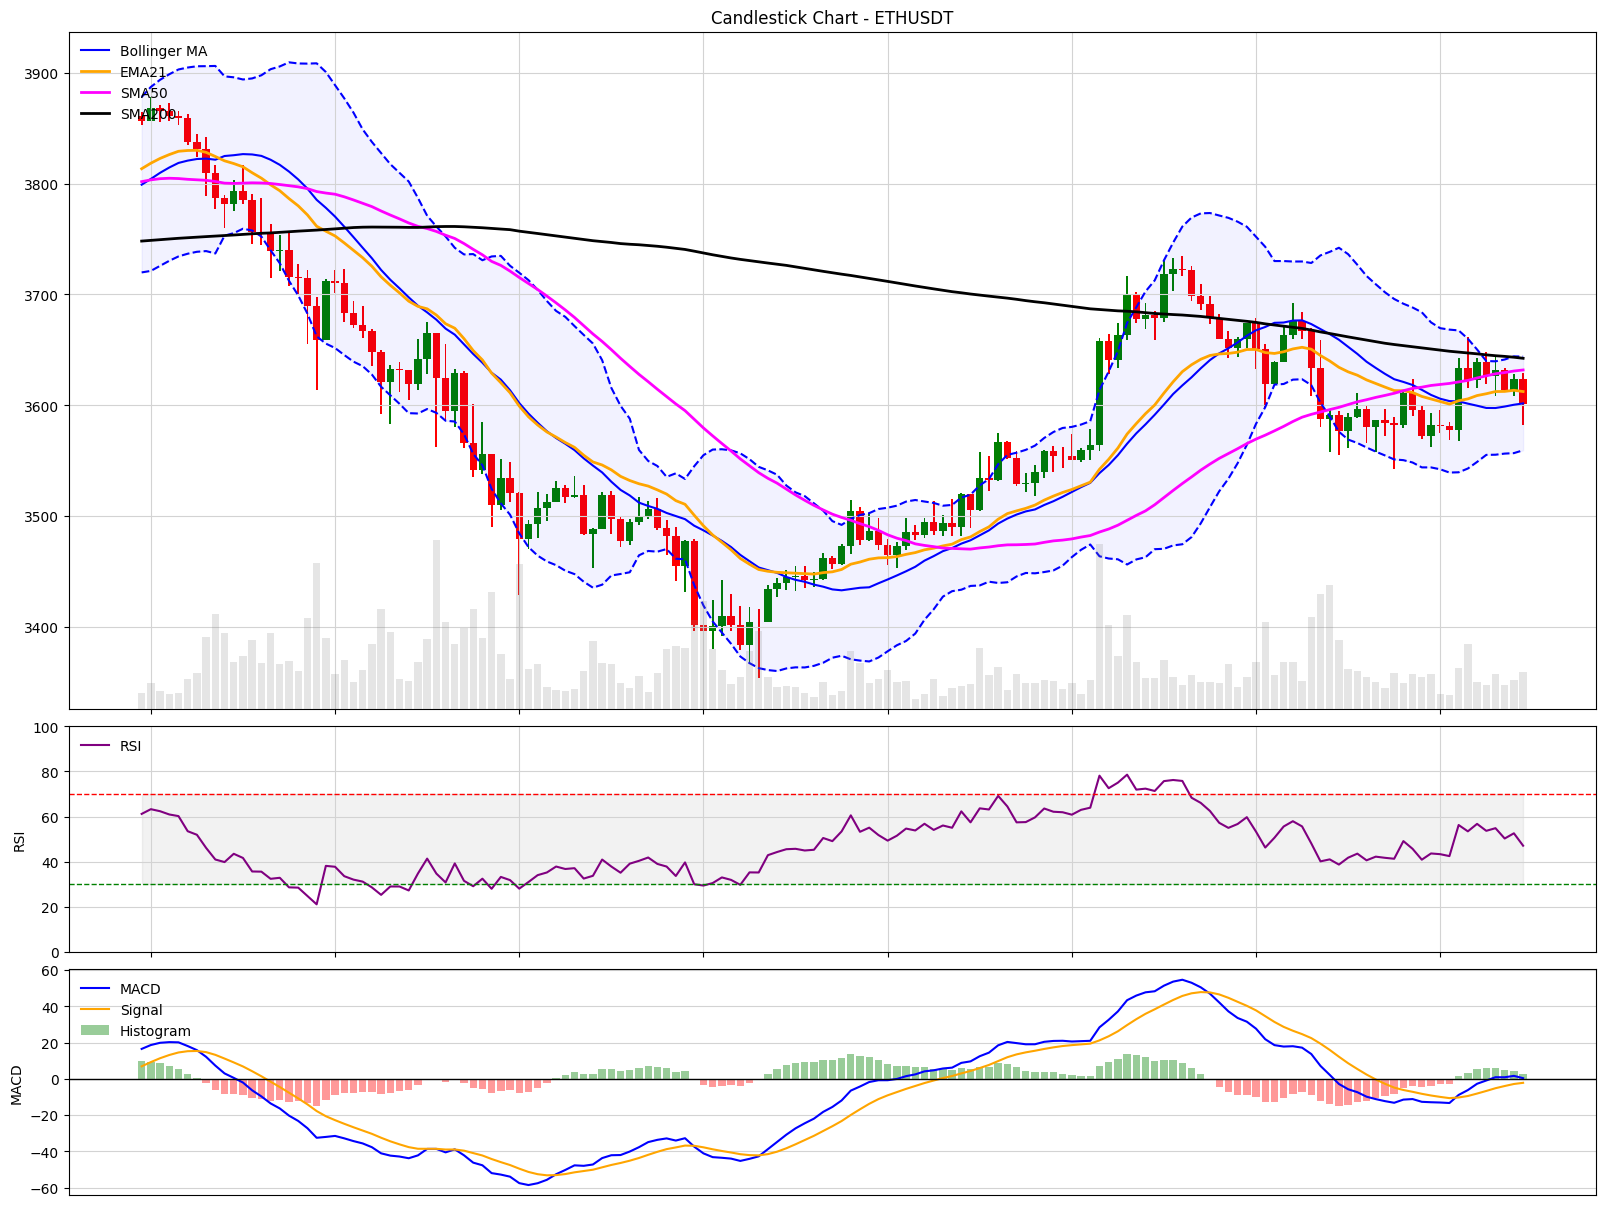 Candlestick Chart - ETHUSDT
Bollinger MA
EMA21
SMA50
SMA200
3900
3800
3700
3600
3500
3400
RSI
100
80
60
40
20
0
RSI
MACD
Signal
Histogram
60
40
20
0
−20
−40
−60
MACD